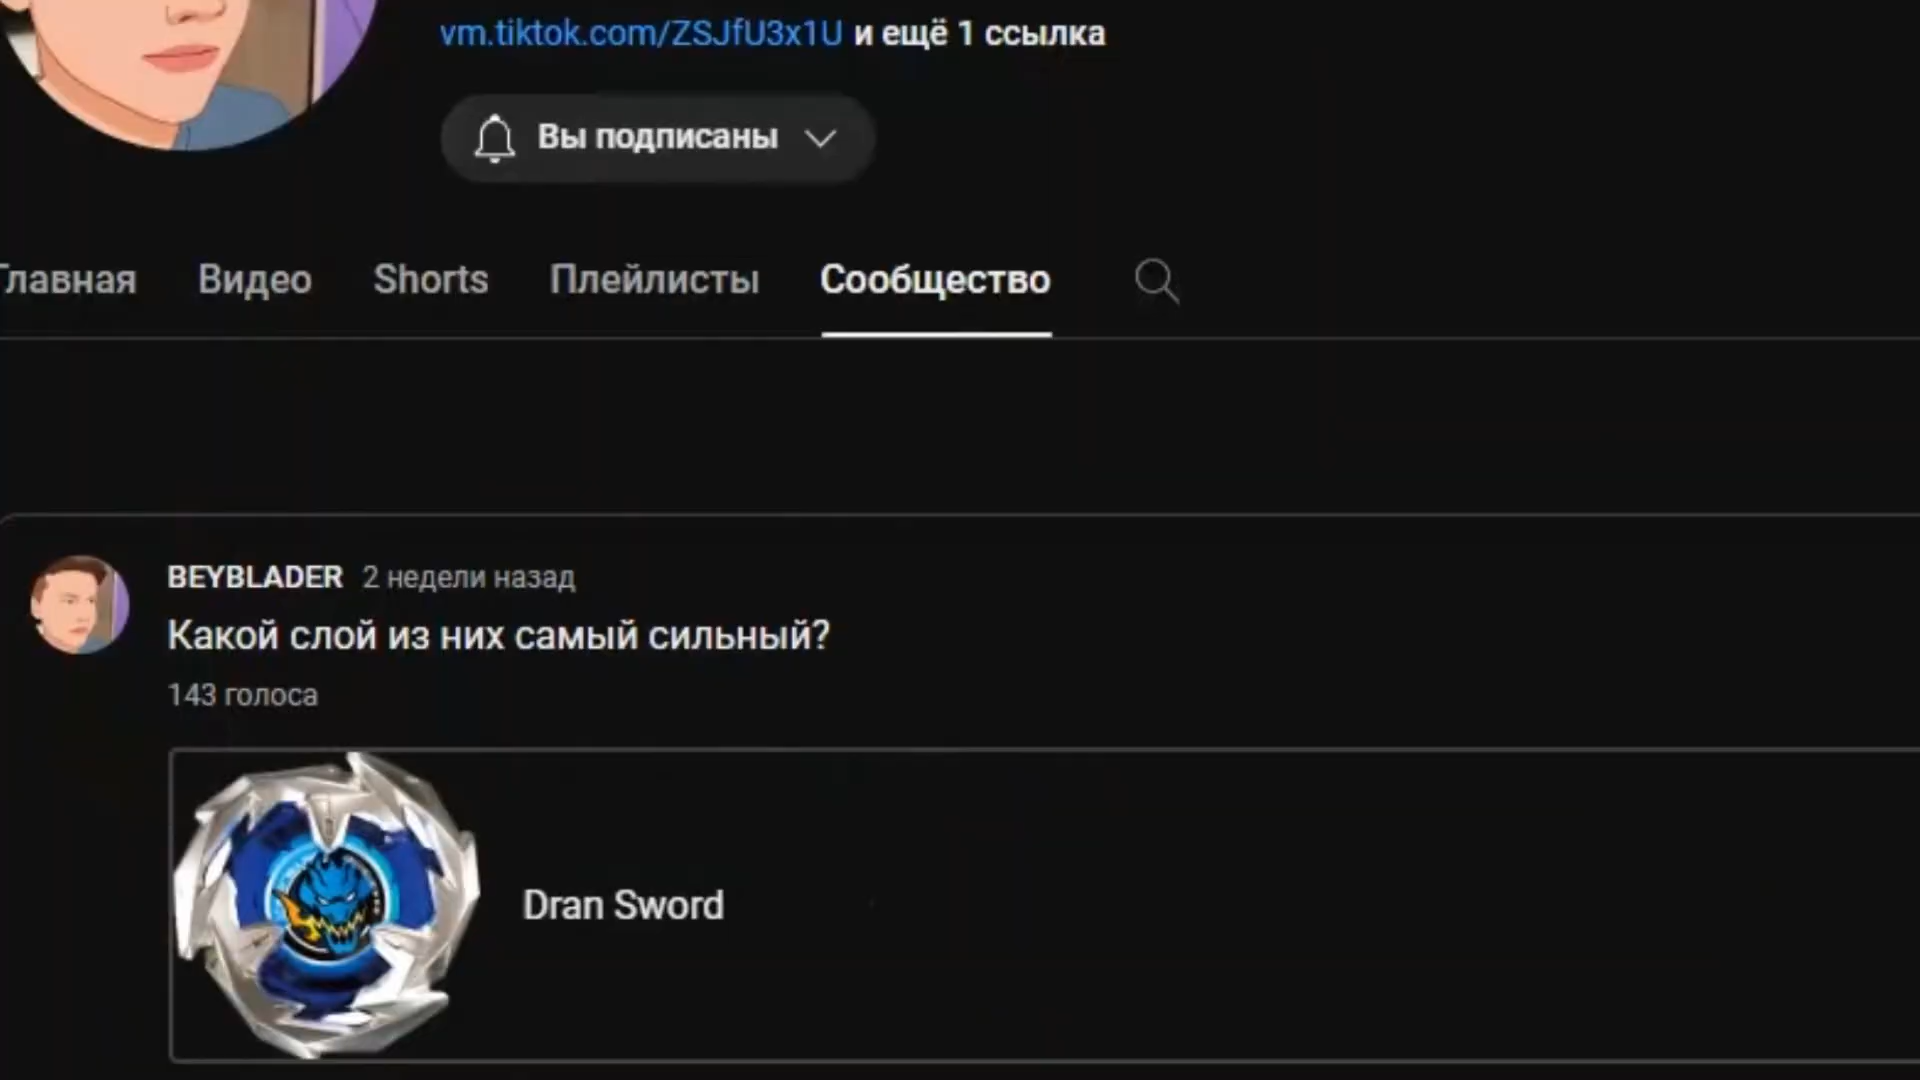 vm.tiktok.com/ZSJfU3x1U и ещё 1 ссылка
Вы подписаны
Главная Видео Shorts Плейлисты Сообщество
BEYBLADER 2 недели назад
Какой слой из них самый сильный?
143 голоса
Dran Sword